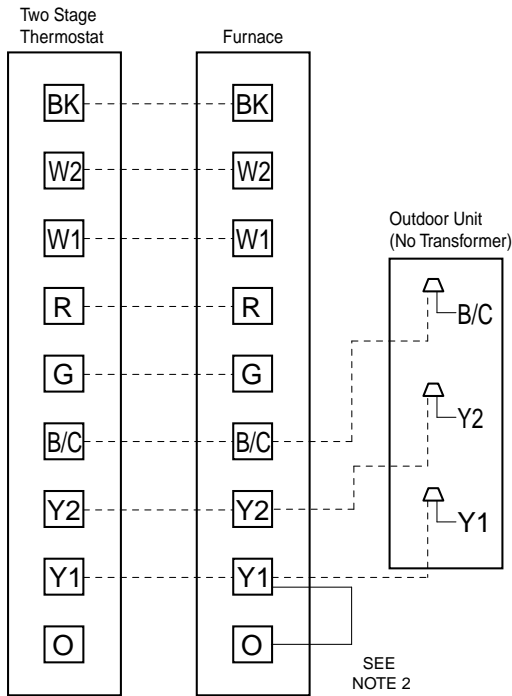 Two Stage
Thermostat
Furnace
BK
BK
W2
W2
W1
W1
Outdoor Unit
(No Transformer)
R
R
B/C
G
G
Y2
B/C
B/C
Y2
Y2
Y1
Y1
Y1
O
O
SEE
NOTE 2